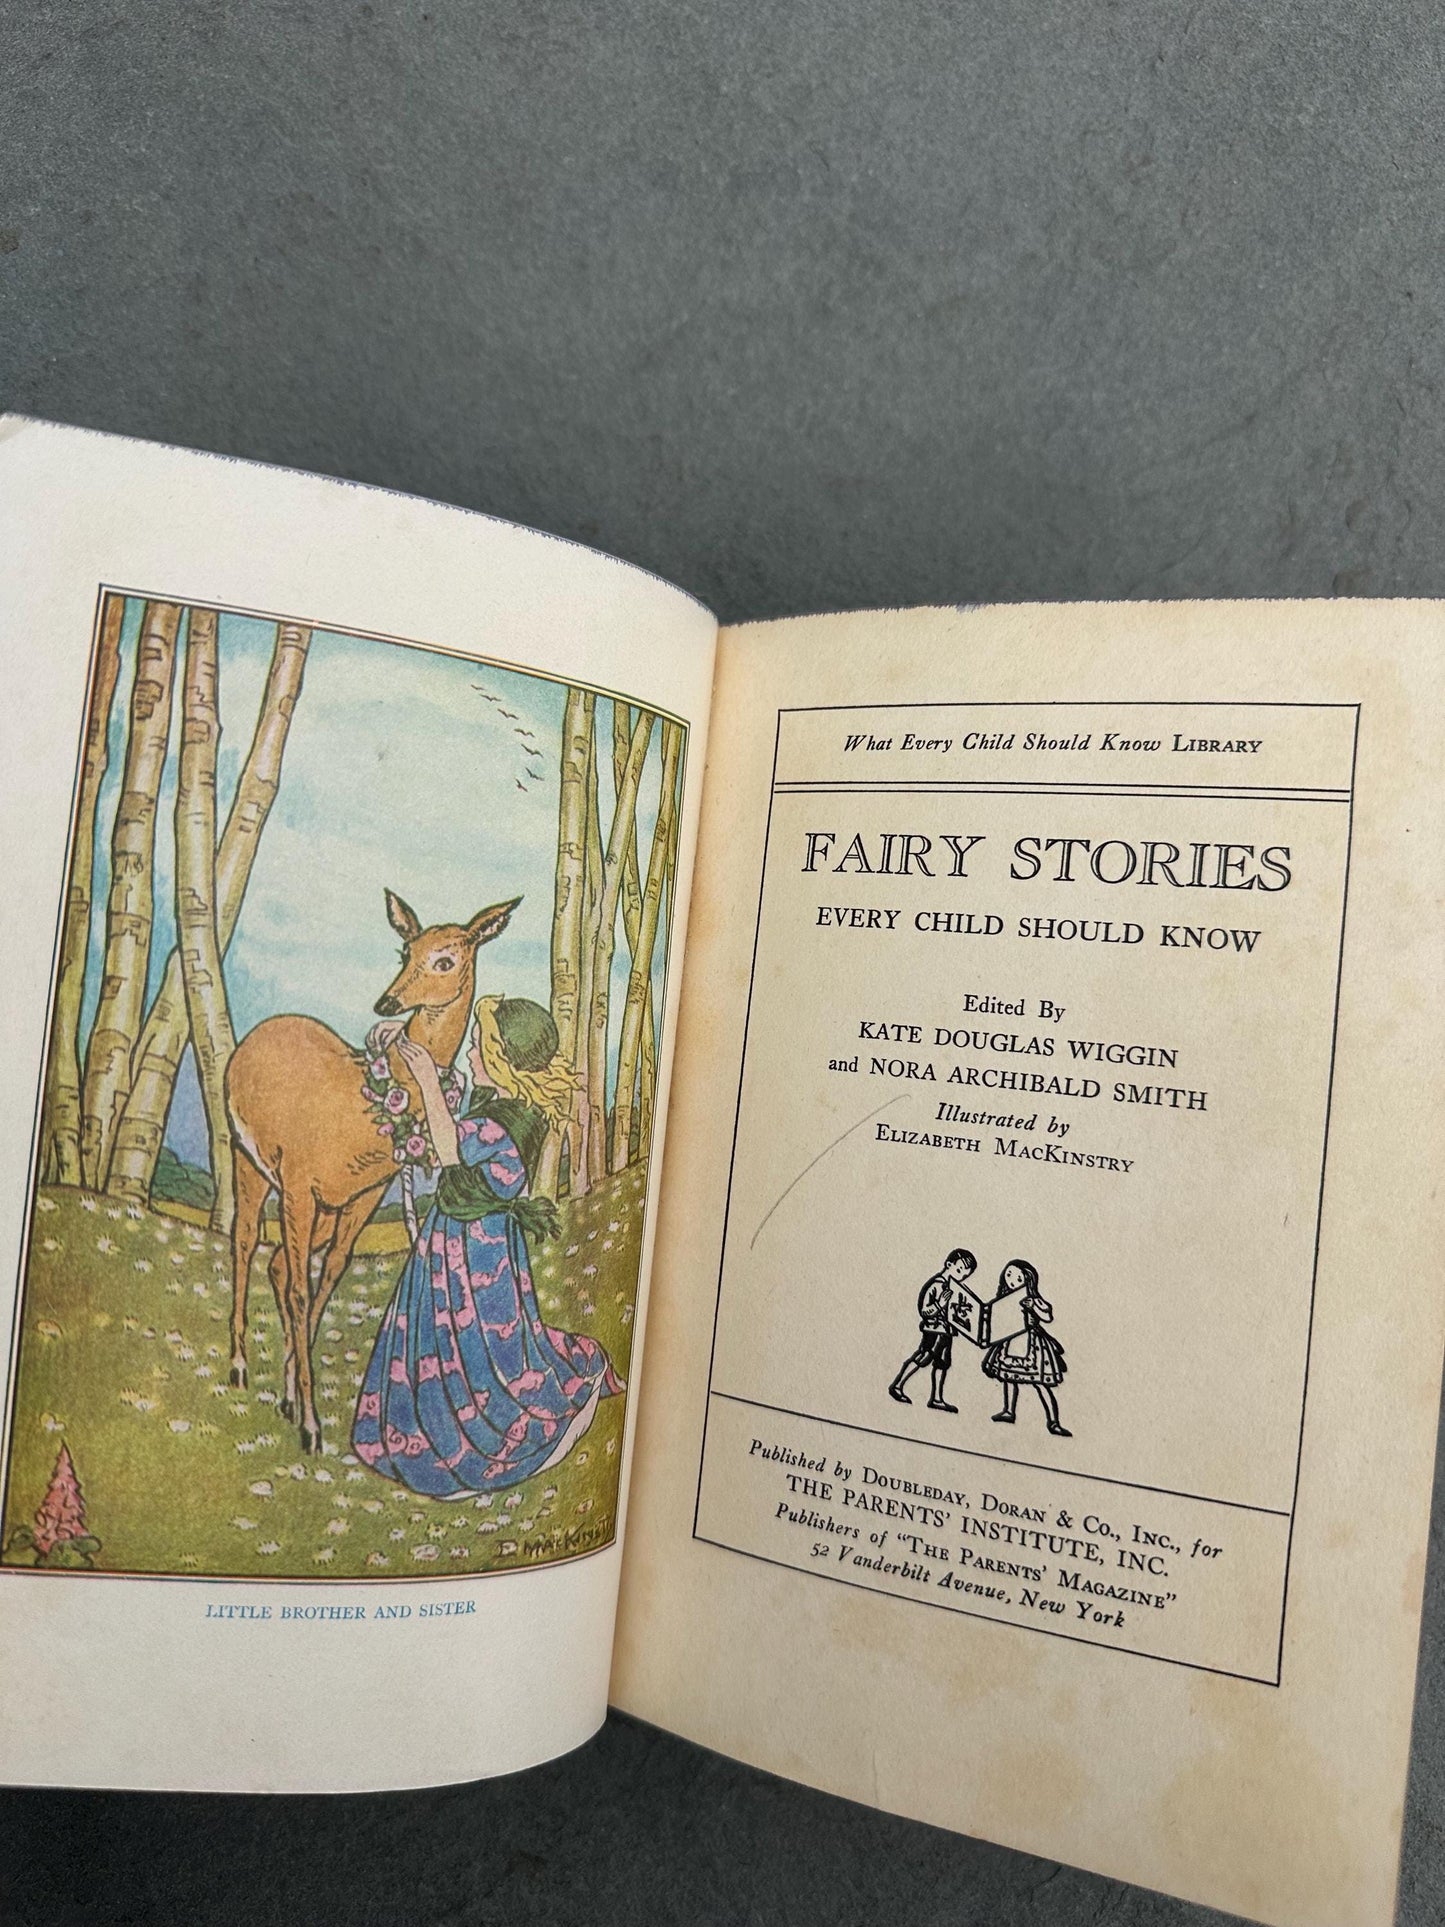 E MACKINSTRY
LITTLE BROTHER AND SISTER
What Every Child Should Know LIBRARY
FAIRY STORIES
EVERY CHILD SHOULD KNOW
Edited By
KATE DOUGLAS WIGGIN
and NORA ARCHIBALD SMITH
Illustrated by
ELIZABETH MACKINSTRY
Published by DOUBLEDAY, DORAN & CO., INC., for
THE PARENTS' INSTITUTE, INC.
Publishers of "THE PARENTS' MAGAZINE"
52 Vanderbilt Avenue, New York